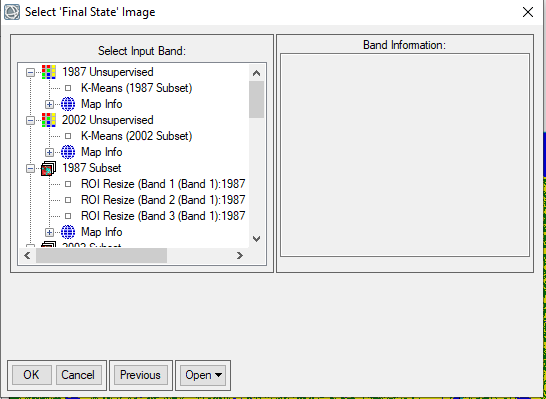 Select 'Final State' Image
Select Input Band:
1987 Unsupervised
K-Means (1987 Subset)
Map Info
2002 Unsupervised
K-Means (2002 Subset)
Map Info
1987 Subset
ROI Resize (Band 1 (Band 1):1987
ROI Resize (Band 2 (Band 1):1987
ROI Resize (Band 3 (Band 1):1987
Map Info
2002 Subset
Band Information:
OK
Cancel
Previous
Open